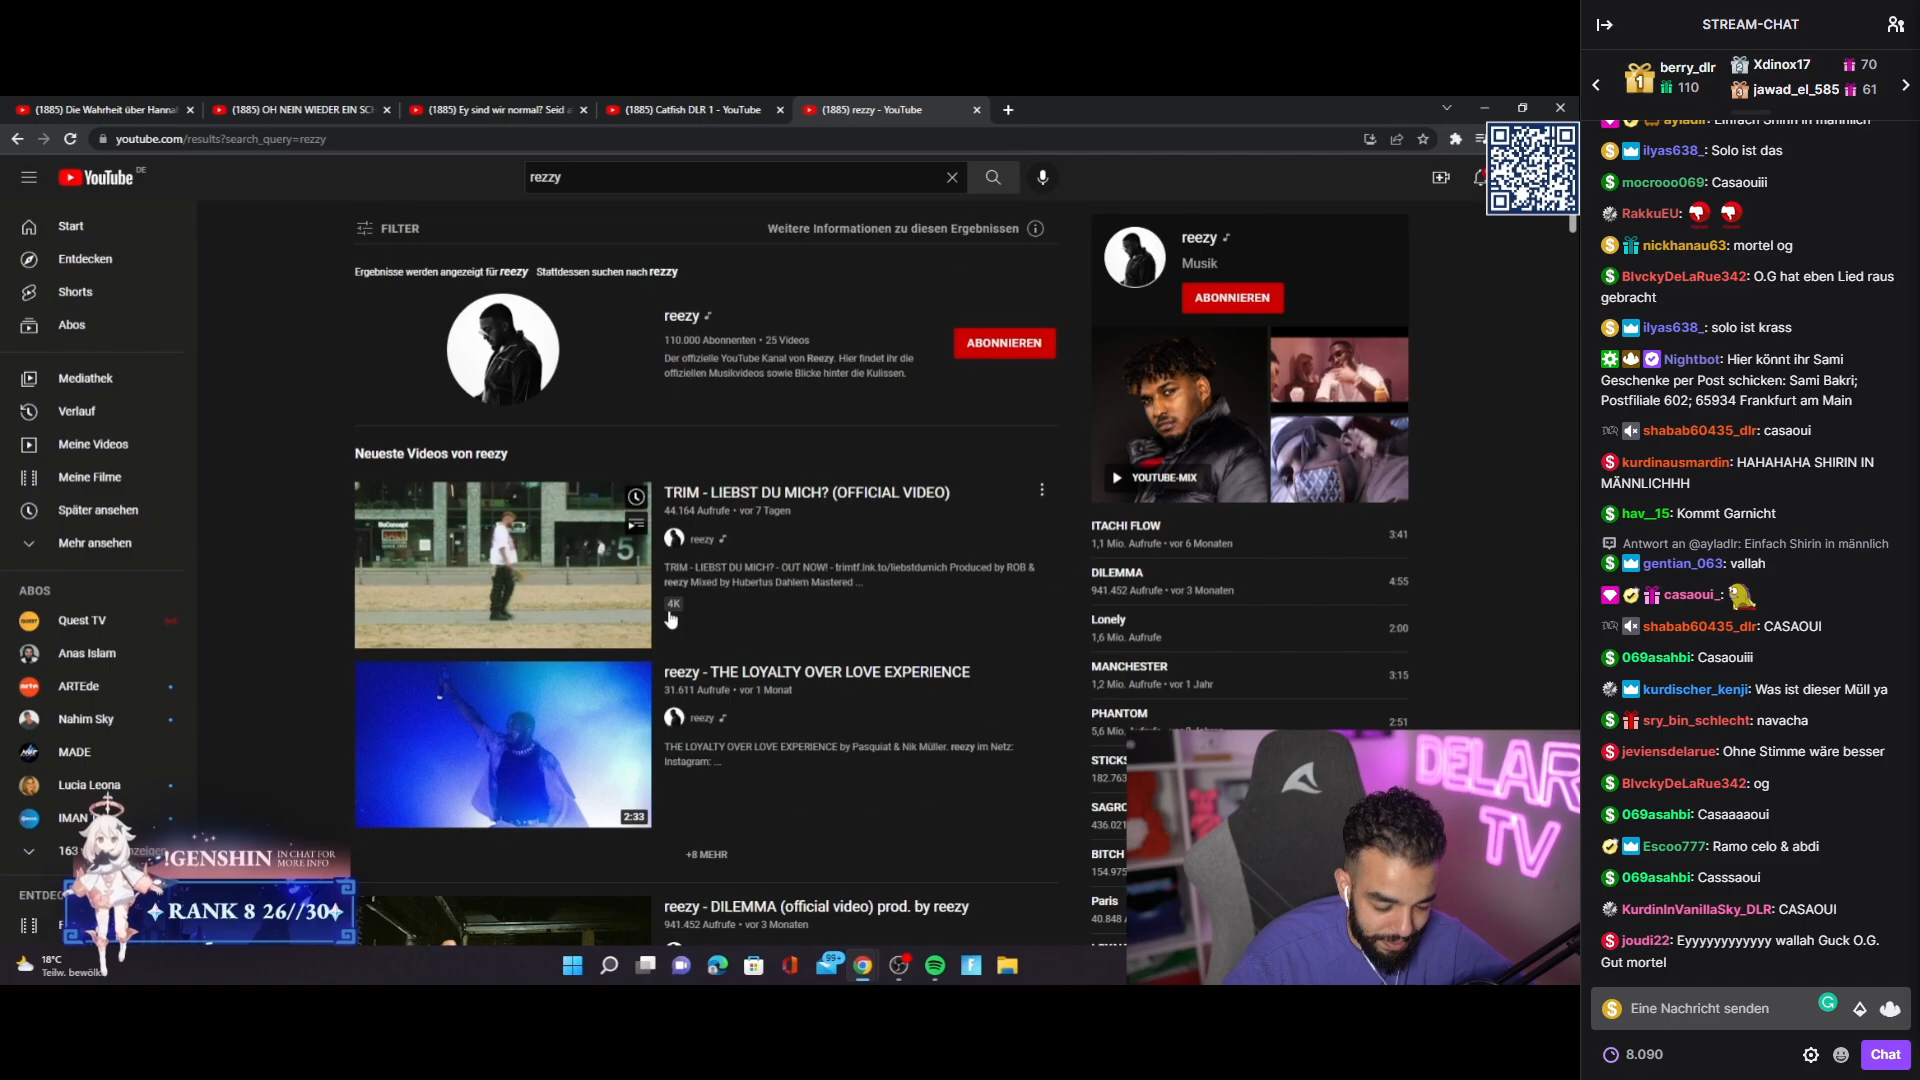 (1885) Die Wahrheit über Hannah
(1885) OH NEIN WIEDER EIN SC
(1885) Ey sind wir normal? Seid
(1885) Catfish DLR 1 - YouTube
(1885) rezzy - YouTube
youtube.com/results?search_query=rezzy
YouTube DE
rezzy
Start
Entdecken
Shorts
Abos
Mediathek
Verlauf
Meine Videos
Meine Filme
Später ansehen
Mehr ansehen
ABOS
Quest TV
Anas Islam
ARTEde
Nahim Sky
MADE
Lucia Leona
IMAN
163
ENTDEC
!GENSHIN IN CHAT FOR
MORE INFO
RANK 8 26//30
18°C
Teilw. bewölkt
FILTER
Weitere Informationen zu diesen Ergebnissen
Ergebnisse werden angezeigt für reezy Stattdessen suchen nach rezzy
reezy
110.000 Abonnenten • 25 Videos
Der offizielle YouTube Kanal von Reezy. Hier findet ihr die
offiziellen Musikvideos sowie Blicke hinter die Kulissen.
ABONNIEREN
Neueste Videos von reezy
TRIM - LIEBST DU MICH? (OFFICIAL VIDEO)
44.164 Aufrufe • vor 7 Tagen
reezy
TRIM - LIEBST DU MICH? - OUT NOW! - trimtf.lnk.to/liebstdumich Produced by ROB &
reezy Mixed by Hubertus Dahlem Mastered ...
4K
reezy - THE LOYALTY OVER LOVE EXPERIENCE
31.611 Aufrufe • vor 1 Monat
reezy
THE LOYALTY OVER LOVE EXPERIENCE by Pasquiat & Nik Müller. reezy im Netz:
Instagram: ...
2:33
+8 MEHR
reezy - DILEMMA (official video) prod. by reezy
941.452 Aufrufe • vor 3 Monaten
reezy
Musik
ABONNIEREN
YOUTUBE-MIX
ITACHI FLOW
1,1 Mio. Aufrufe • vor 6 Monaten
3:41
DILEMMA
941.452 Aufrufe • vor 3 Monaten
4:55
Lonely
1,6 Mio. Aufrufe
2:00
MANCHESTER
1,2 Mio. Aufrufe • vor 1 Jahr
3:15
PHANTOM
5,6 Mio. Aufrufe
2:51
STICKS
182.763
SAGRO
436.021
BITCH
154.975
Paris
40.848
DELAR
TV
99+
STREAM-CHAT
1 berry_dlr
110
2 Xdinox17 70
3 jawad_el_585 61
ayladlr: Einfach Shirin in männlich
ilyas638_: Solo ist das
mocrooo069: Casaouiii
RakkuEU:
nickhanau63: mortel og
BlvckyDeLaRue342: O.G hat eben Lied raus
gebracht
ilyas638_: solo ist krass
Nightbot: Hier könnt ihr Sami
Geschenke per Post schicken: Sami Bakri;
Postfiliale 602; 65934 Frankfurt am Main
shabab60435_dlr: casaoui
kurdinausmardin: HAHAHAHA SHIRIN IN
MÄNNLICHHH
hav__15: Kommt Garnicht
Antwort an @ayladlr: Einfach Shirin in männlich
gentian_063: vallah
casaoui_:
shabab60435_dlr: CASAOUI
069asahbi: Casaouiii
kurdischer_kenji: Was ist dieser Müll ya
sry_bin_schlecht: navacha
jeviensdelarue: Ohne Stimme wäre besser
BlvckyDeLaRue342: og
069asahbi: Casaaaaoui
Escoo777: Ramo celo & abdi
069asahbi: Casssaoui
KurdinInVanillaSky_DLR: CASAOUI
joudi22: Eyyyyyyyyyyyy wallah Guck O.G.
Gut mortel
Eine Nachricht senden
8.090
Chat